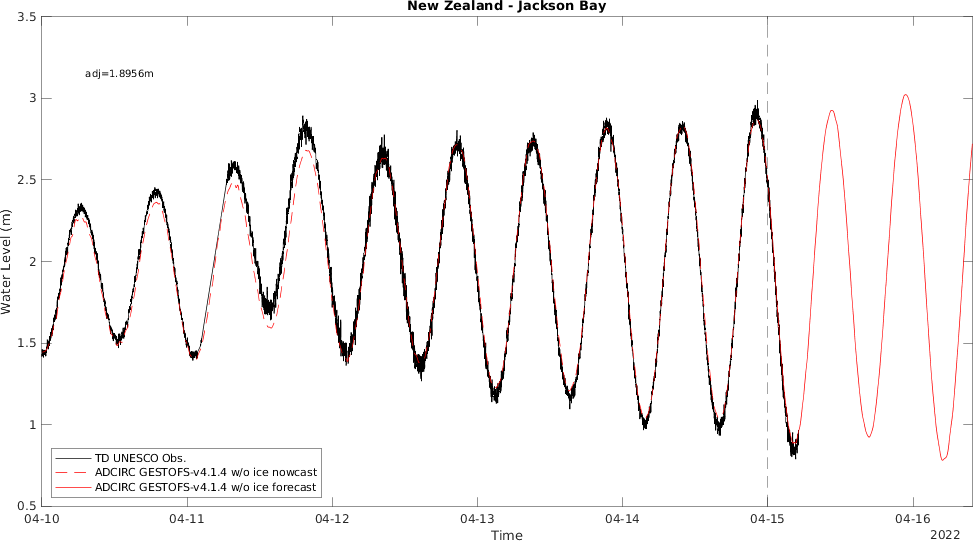 New Zealand - Jackson Bay
adj=1.8956m
3.5
3
2.5
2
1.5
1
0.5
Water Level (m)
TD UNESCO Obs.
ADCIRC GESTOFS-v4.1.4 w/o ice nowcast
ADCIRC GESTOFS-v4.1.4 w/o ice forecast
04-10 04-11 04-12 04-13 04-14 04-15 04-16
Time
2022